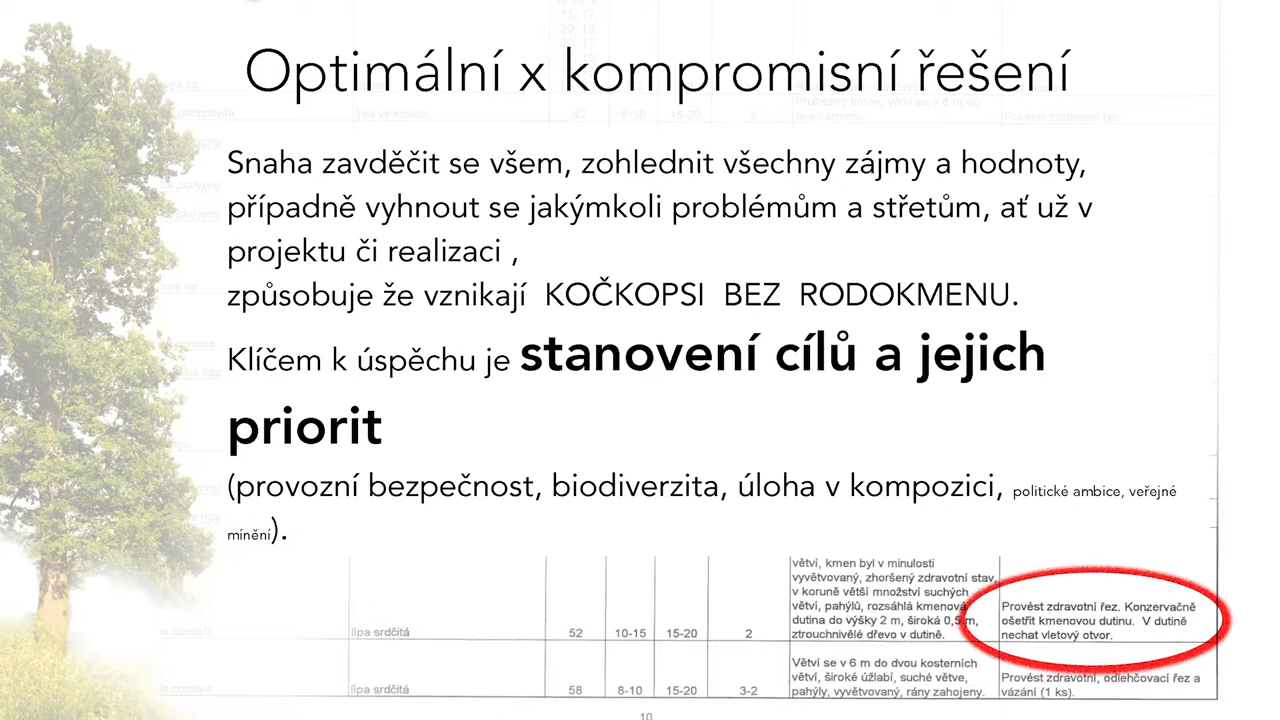 Optimální x kompromisní řešení
Snaha zavděčit se všem, zohlednit všechny zájmy a hodnoty,
případně vyhnout se jakýmkoli problémům a střetům, ať už v
projektu či realizaci ,
způsobuje že vznikají KOČKOPSI BEZ RODOKMENU.
Klíčem k úspěchu je stanovení cílů a jejich
priorit
(provozní bezpečnost, biodiverzita, úloha v kompozici, politické ambice, veřejné
mínění).
větví, kmen byl v minulosti
vyvětvovaný, zhoršený zdravotní stav,
v koruně větší množství suchých
větví, pahýlů, rozsáhlá kmenová
dutina do výšky 2 m, široká 0,5 m,
ztrouchnivělé dřevo v dutině.
lípa srdčitá 52 10-15 15-20 2
Provést zdravotní řez. Konzervačně
ošetřit kmenovou dutinu. V dutině
nechat vletový otvor.
Větví se v 6 m do dvou kosterních
větví, široké úžlabí, suché větve,
pahýly, vyvětvovaný, rány zahojeny.
lípa srdčitá 58 8-10 15-20 3-2
Provést zdravotní, odlehčovací řez a
vázání (1 ks).
10